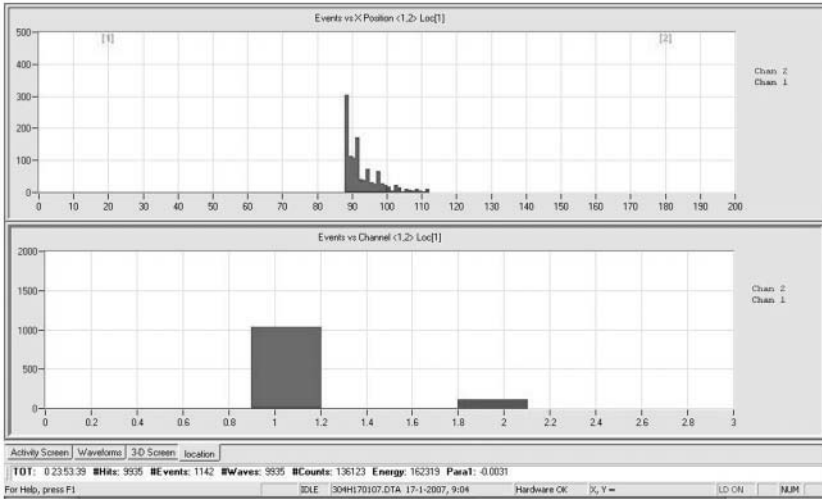 Events vs X Position <1,2> Loc[1]
500
400
300
200
100
0
[1]
[2]
0 10 20 30 40 50 60 70 80 90 100 110 120 130 140 150 160 170 180 190 200
Chan 2
Chan 1
Events vs Channel <1,2> Loc[1]
2000
1500
1000
500
0
0 0.2 0.4 0.6 0.8 1 1.2 1.4 1.6 1.8 2 2.2 2.4 2.6 2.8 3
Chan 2
Chan 1
Activity Screen Waveforms 3-D Screen location
TOT: 0 23:53:39 #Hits: 9935 #Events: 1142 #Waves: 9935 #Counts: 136123 Energy: 162319 Para1: -0.0031
For Help, press F1 IDLE 304H170107.DTA 17-1-2007, 9:04 Hardware OK X, Y = LD ON NUM